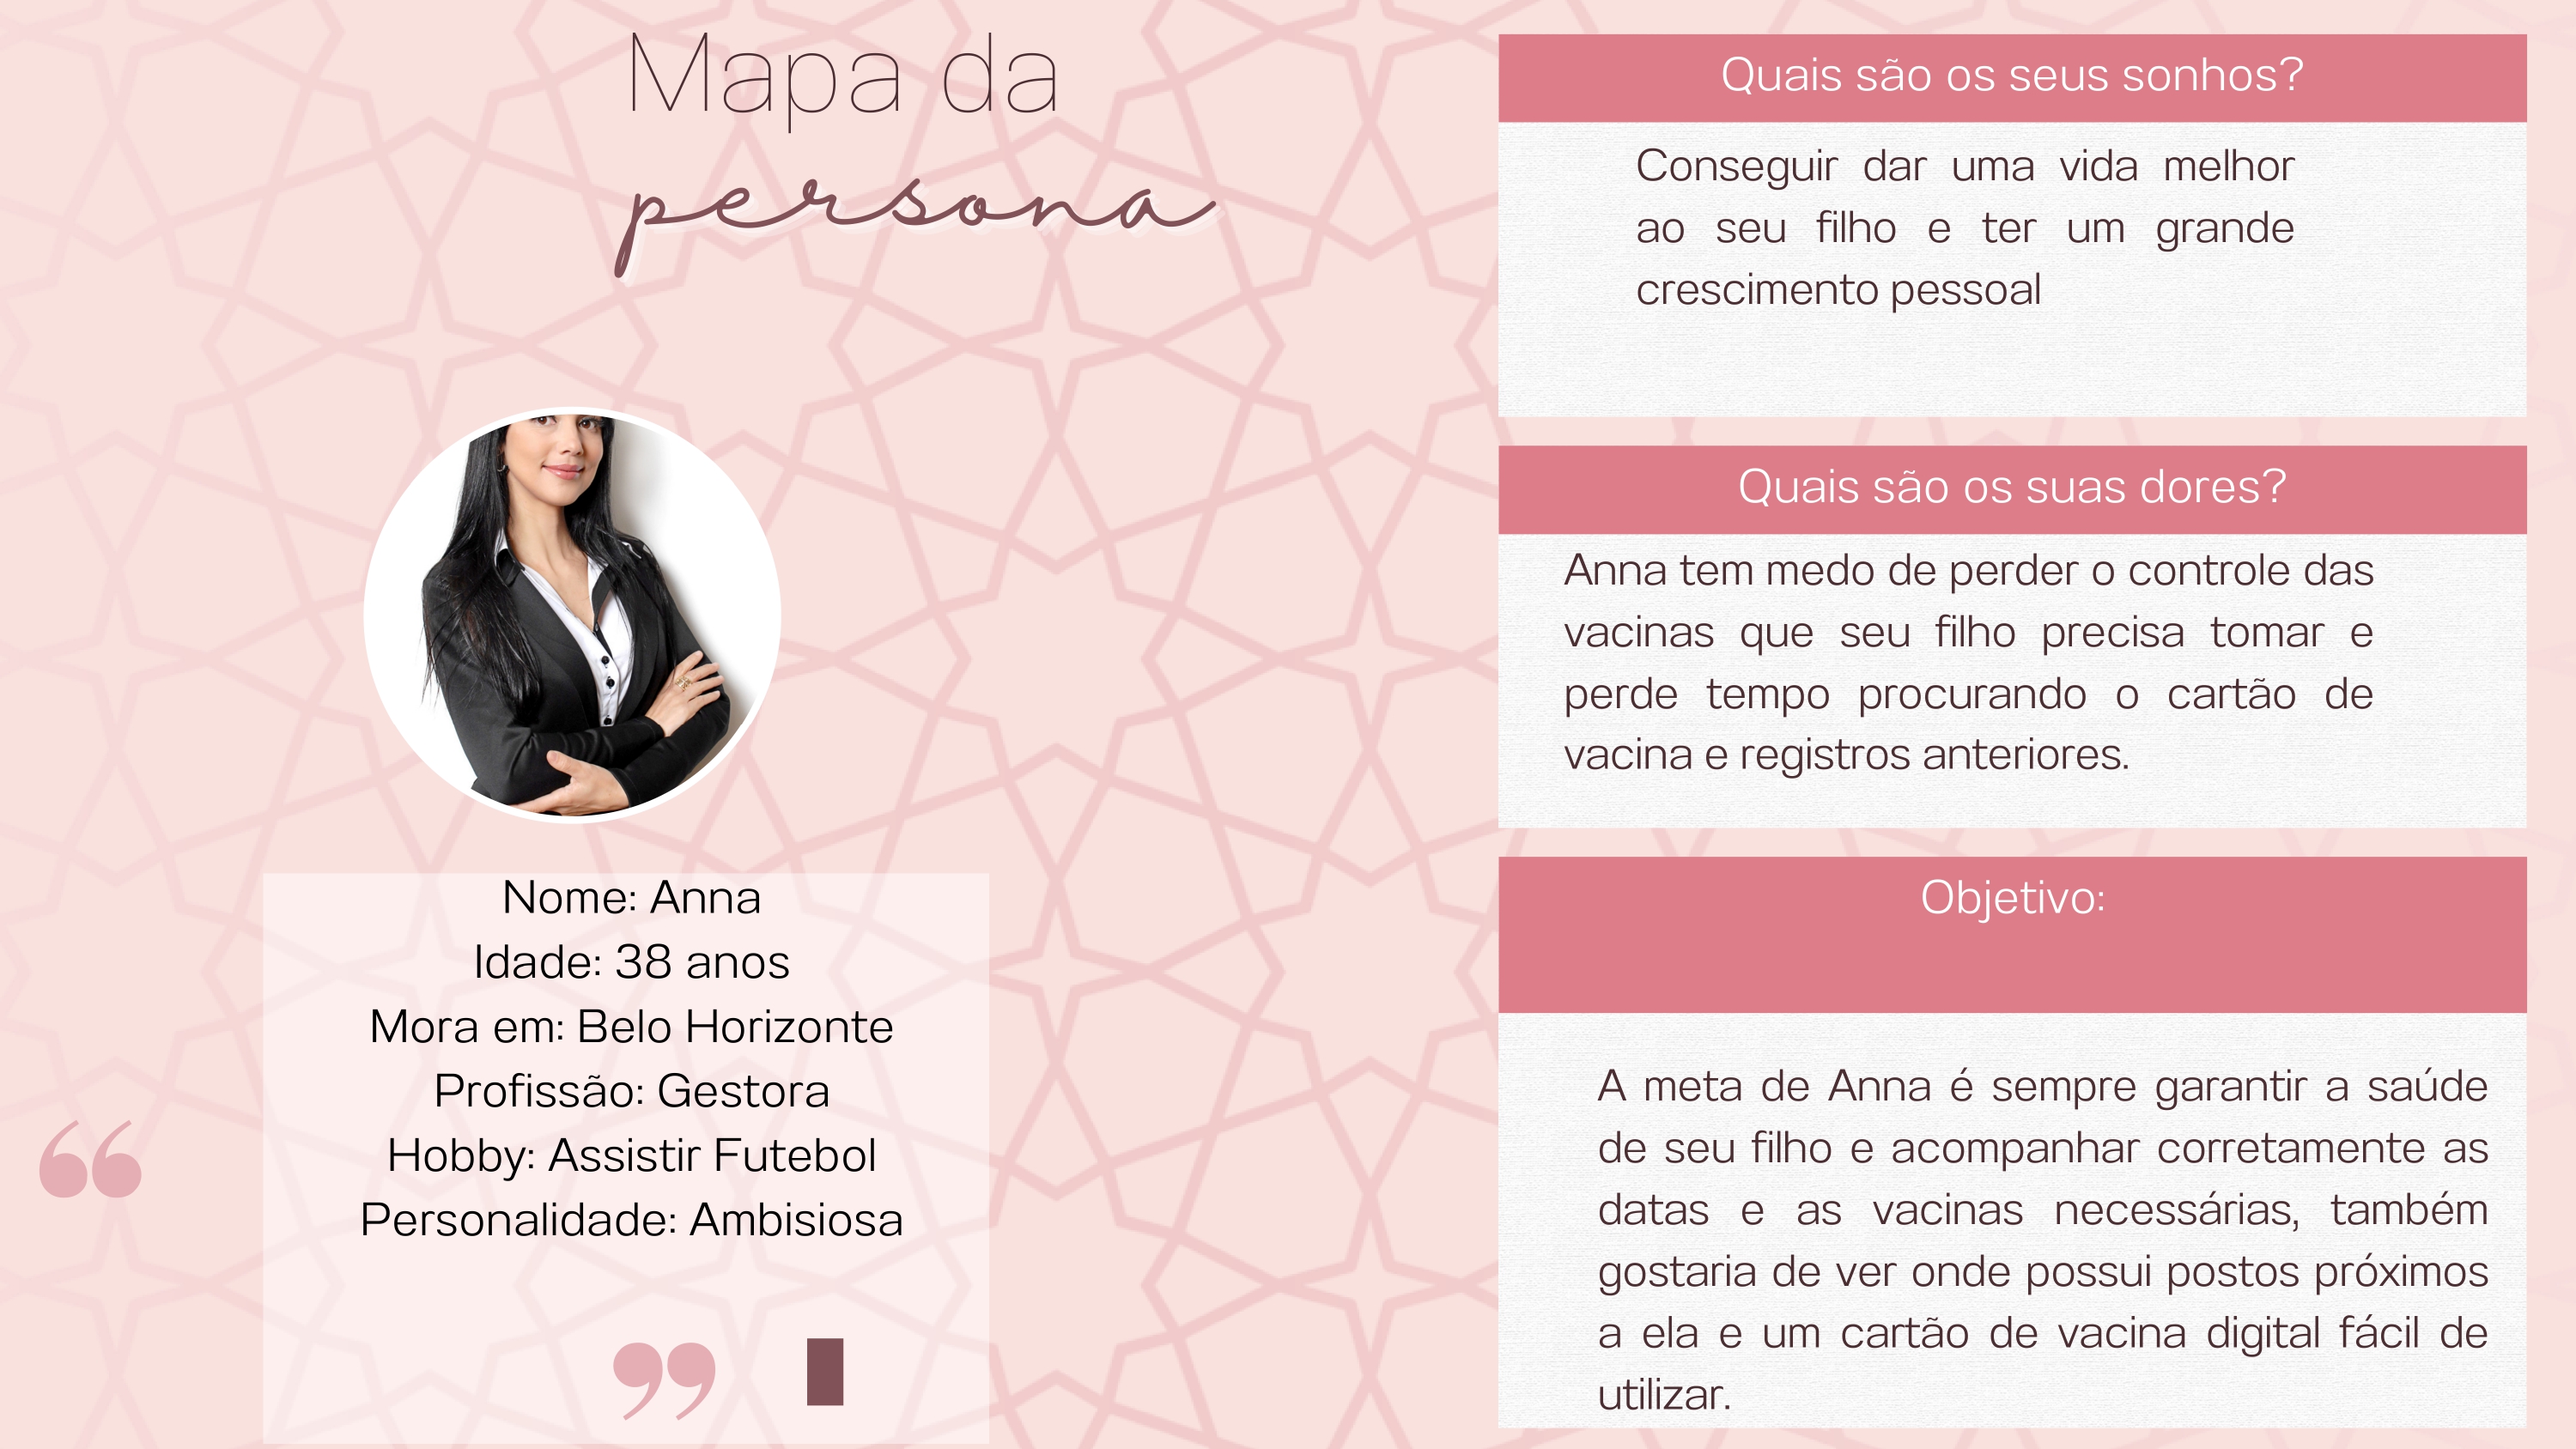 Mapa da
persona
Nome: Anna
Idade: 38 anos
Mora em: Belo Horizonte
Profissão: Gestora
Hobby: Assistir Futebol
Personalidade: Ambisiosa
Quais são os seus sonhos?
Conseguir dar uma vida melhor
ao seu filho e ter um grande
crescimento pessoal
Quais são os suas dores?
Anna tem medo de perder o controle das
vacinas que seu filho precisa tomar e
perde tempo procurando o cartão de
vacina e registros anteriores.
Objetivo:
A meta de Anna é sempre garantir a saúde
de seu filho e acompanhar corretamente as
datas e as vacinas necessárias, também
gostaria de ver onde possui postos próximos
a ela e um cartão de vacina digital fácil de
utilizar.